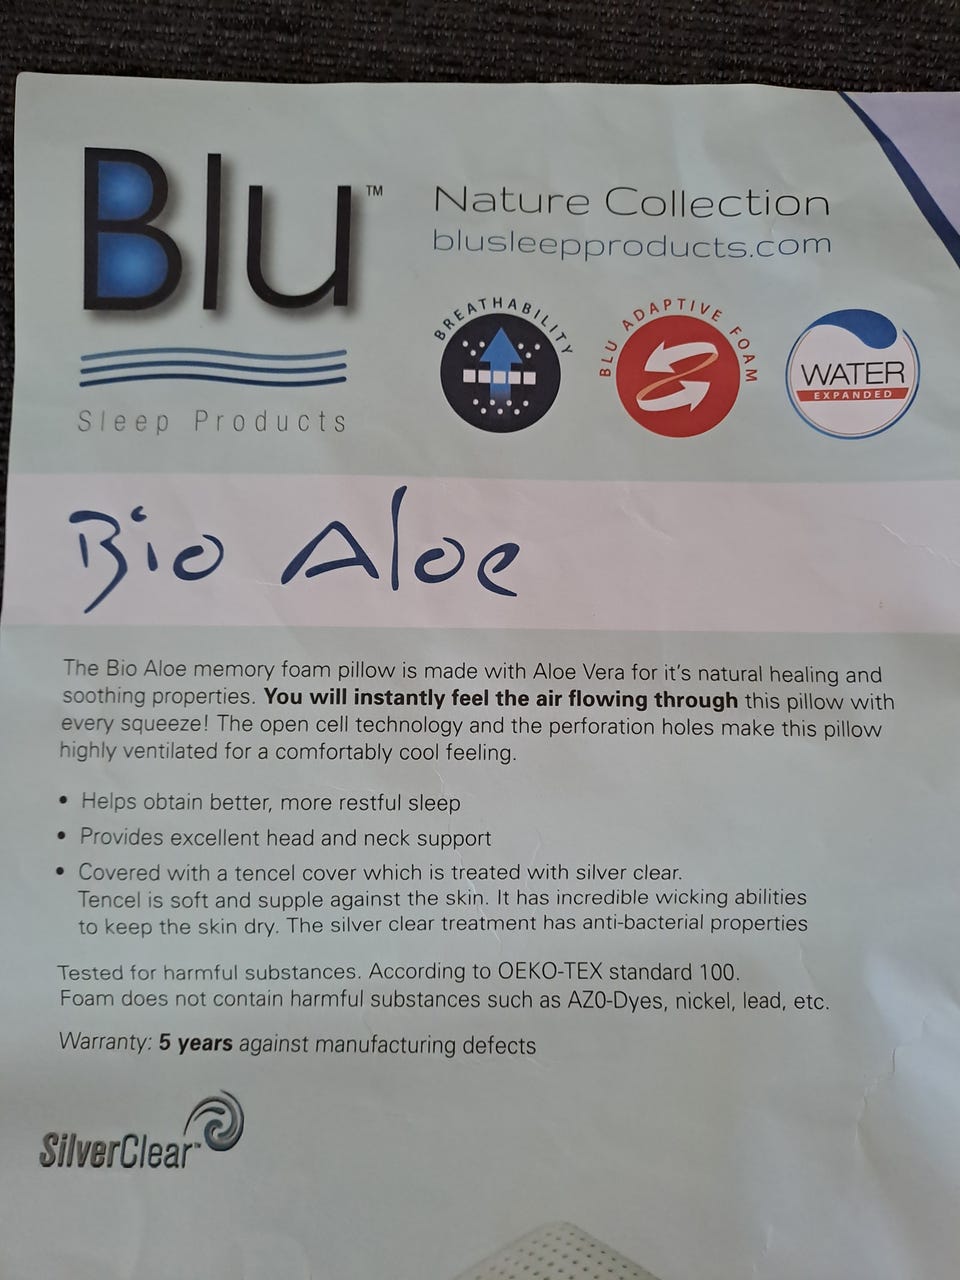 Blu™
Nature Collection
blusleepproducts.com
BREATHABILITY
BLU ADAPTIVE FOAM
WATER
EXPANDED
Sleep Products
Bio Aloe
The Bio Aloe memory foam pillow is made with Aloe Vera for it's natural healing and
soothing properties. You will instantly feel the air flowing through this pillow with
every squeeze! The open cell technology and the perforation holes make this pillow
highly ventilated for a comfortably cool feeling.
• Helps obtain better, more restful sleep
• Provides excellent head and neck support
• Covered with a tencel cover which is treated with silver clear.
Tencel is soft and supple against the skin. It has incredible wicking abilities
to keep the skin dry. The silver clear treatment has anti-bacterial properties
Tested for harmful substances. According to OEKO-TEX standard 100.
Foam does not contain harmful substances such as AZ0-Dyes, nickel, lead, etc.
Warranty: 5 years against manufacturing defects
SilverClear™